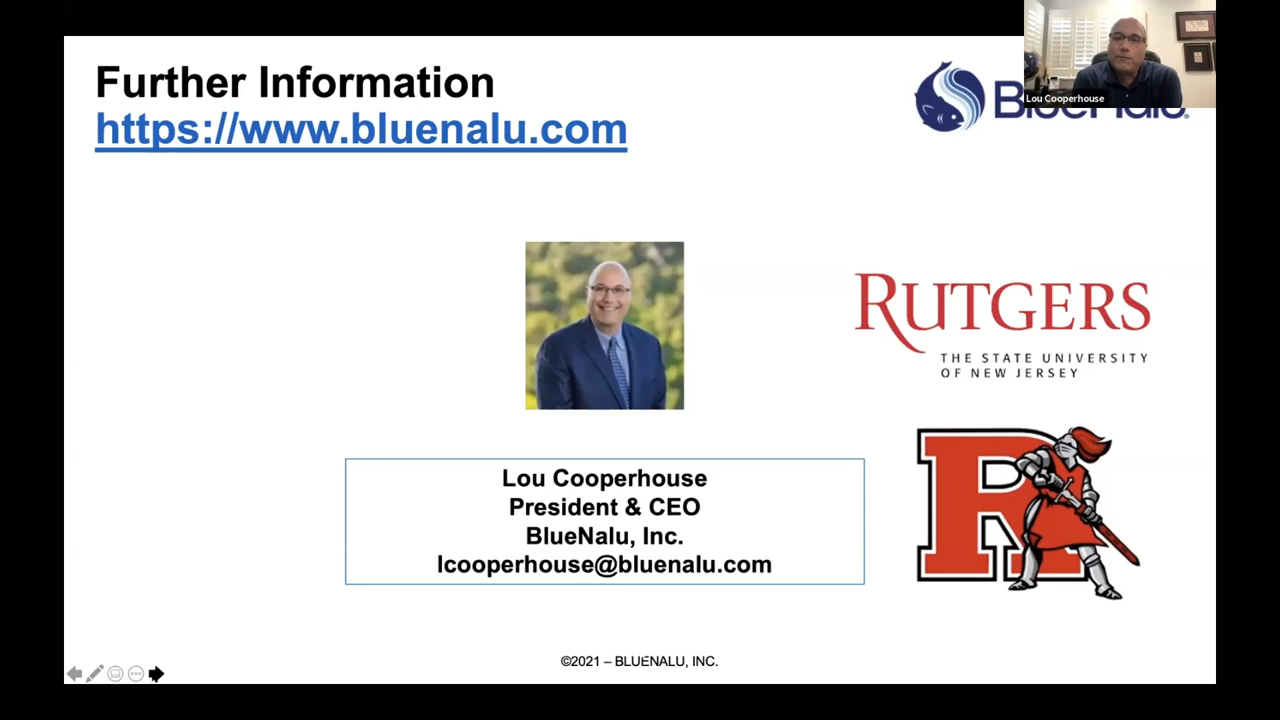 Further Information
https://www.bluenalu.com
Lou Cooperhouse
RUTGERS
THE STATE UNIVERSITY
OF NEW JERSEY
R
Lou Cooperhouse
President & CEO
BlueNalu, Inc.
lcooperhouse@bluenalu.com
©2021 – BLUENALU, INC.